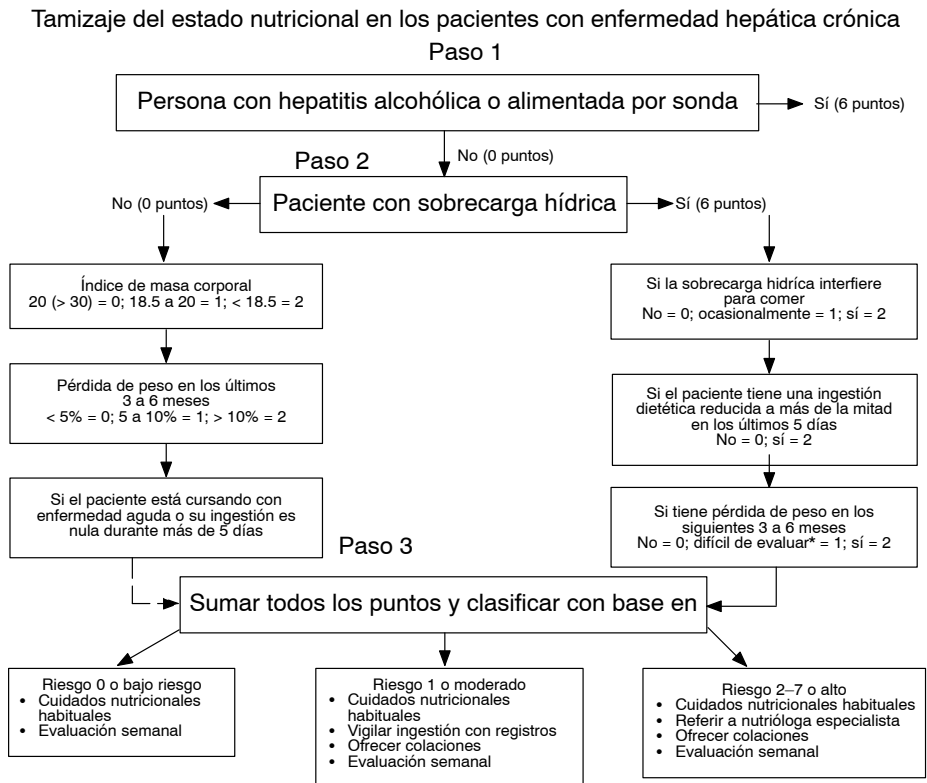 Tamizaje del estado nutricional en los pacientes con enfermedad hepática crónica
Paso 1
Persona con hepatitis alcohólica o alimentada por sonda
Sí (6 puntos)
No (0 puntos)
Paso 2
Paciente con sobrecarga hídrica
No (0 puntos)
Sí (6 puntos)
Índice de masa corporal
20 (> 30) = 0; 18.5 a 20 = 1; < 18.5 = 2
Pérdida de peso en los últimos
3 a 6 meses
< 5% = 0; 5 a 10% = 1; > 10% = 2
Si el paciente está cursando con
enfermedad aguda o su ingestión es
nula durante más de 5 días
Si la sobrecarga hidríca interfiere
para comer
No = 0; ocasionalmente = 1; sí = 2
Si el paciente tiene una ingestión
dietética reducida a más de la mitad
en los últimos 5 días
No = 0; sí = 2
Si tiene pérdida de peso en los
siguientes 3 a 6 meses
No = 0; difícil de evaluar* = 1; sí = 2
Paso 3
Sumar todos los puntos y clasificar con base en
Riesgo 0 o bajo riesgo
• Cuidados nutricionales
habituales
• Evaluación semanal
Riesgo 1 o moderado
• Cuidados nutricionales
habituales
• Vigilar ingestión con registros
• Ofrecer colaciones
• Evaluación semanal
Riesgo 2–7 o alto
• Cuidados nutricionales habituales
• Referir a nutrióloga especialista
• Ofrecer colaciones
• Evaluación semanal